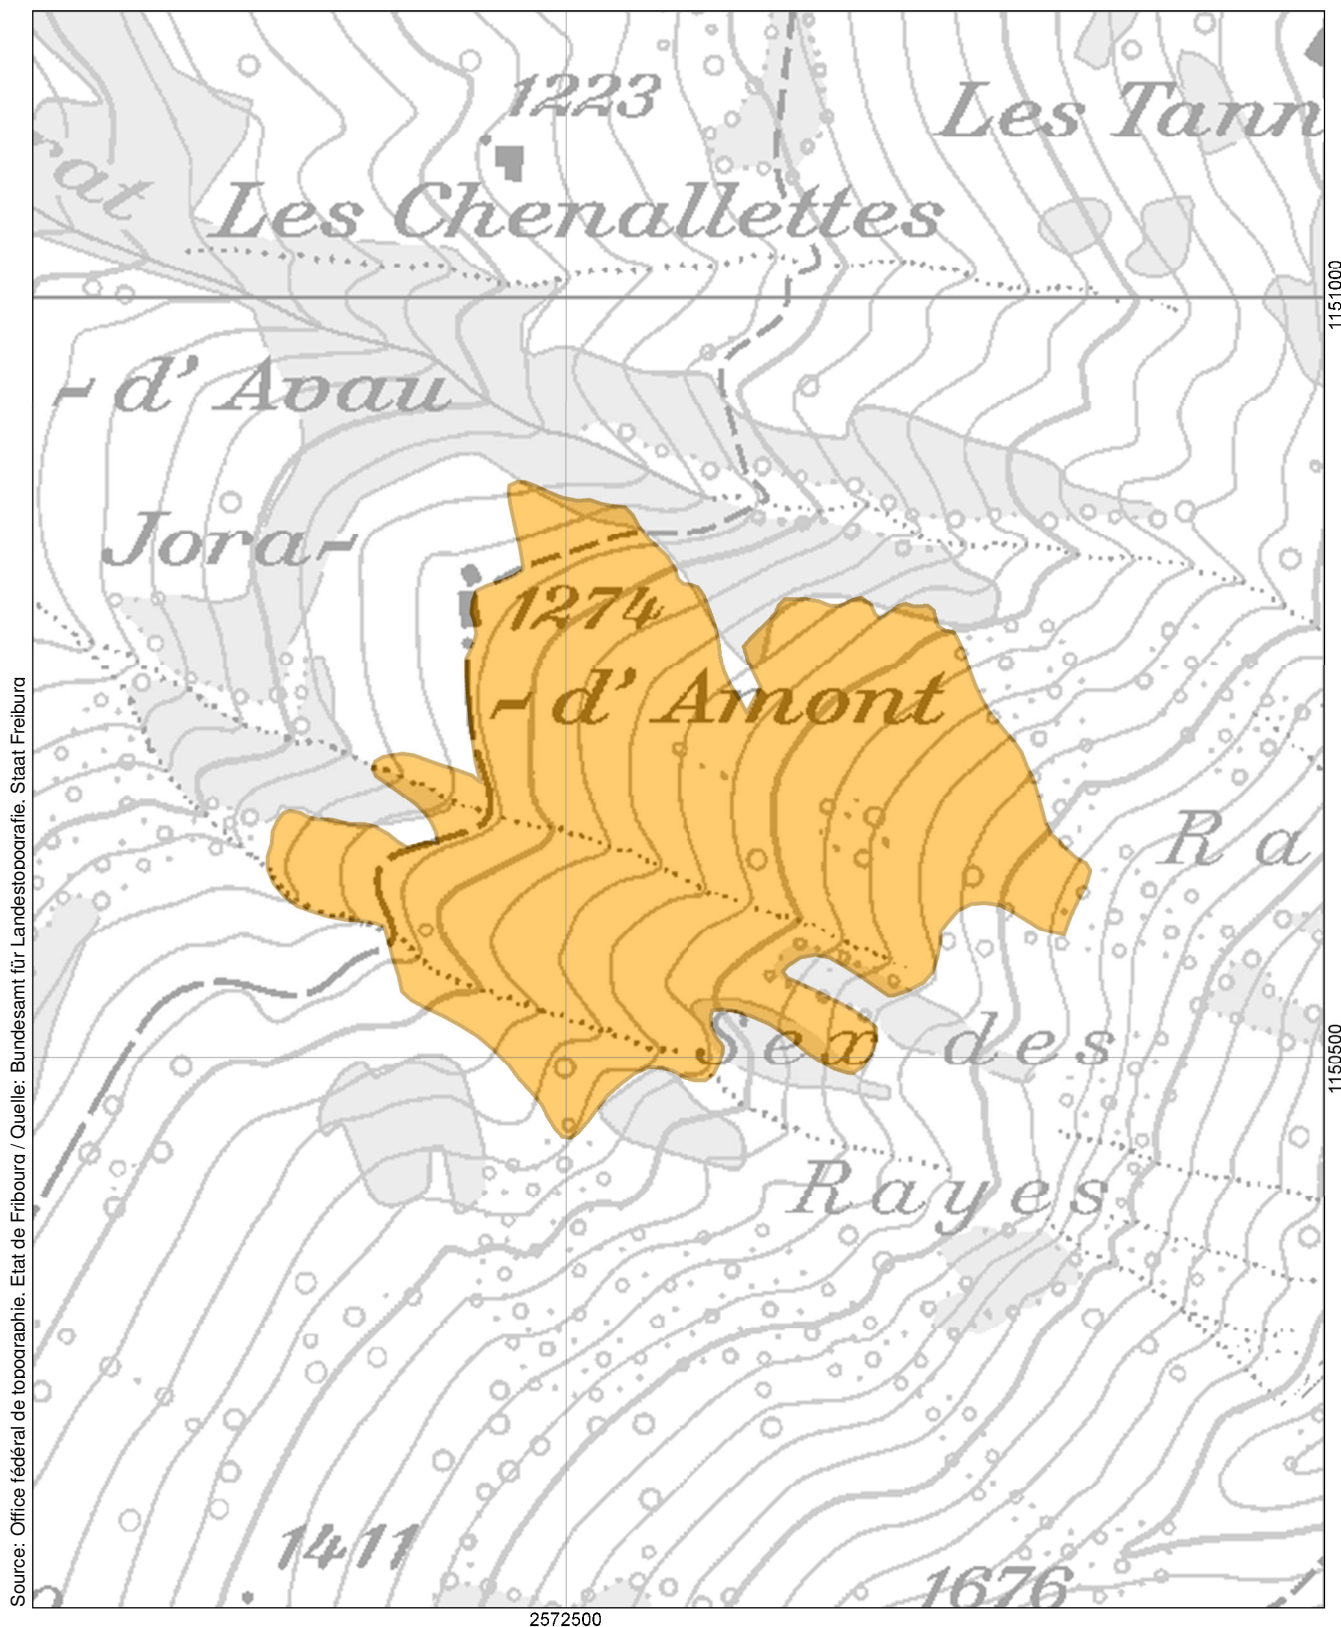 1223
Les Tann
at
Les Chenallettes
1151000
- d' Avau
Jora-
1274
- d' Amont
R a
Sex des
1150500
Rayes
1411
1676
2572500
Source: Office fédéral de topographie. Etat de Fribourg / Quelle: Bundesamt für Landestopografie. Staat Freiburg